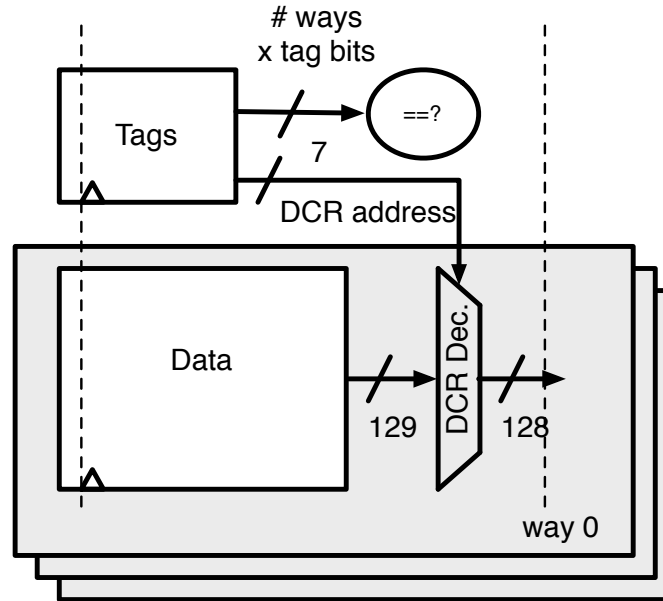 # ways
x tag bits
Tags
==?
7
DCR address
Data
DCR Dec.
129
128
way 0